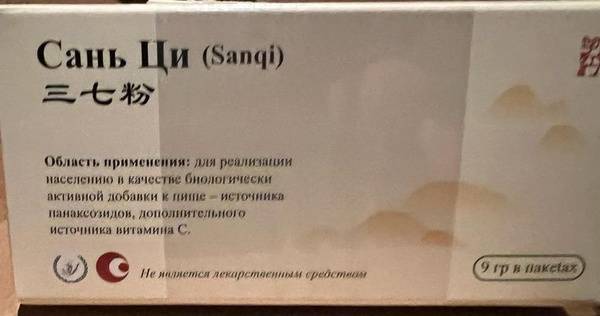 Сань Ци (Sanqi)
三七粉
Область применения: для реализации
населению в качестве биологически
активной добавки к пище – источника
панаксозидов, дополнительного
источника витамина С.
Не является лекарственным средством
9 гр в пакетах